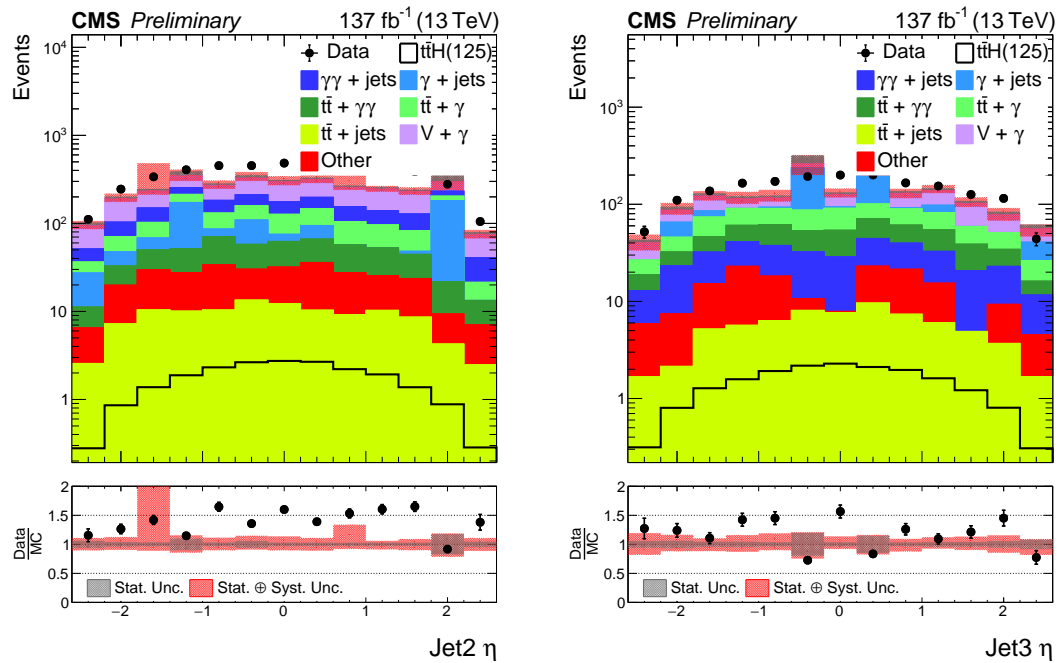 CMS Preliminary 137 fb⁻¹ (13 TeV)
Events
10⁴
10³
10²
10
1
Data tt̄H(125)
γγ + jets γ + jets
tt̄ + γγ tt̄ + γ
tt̄ + jets V + γ
Other
Data
MC
2
1.5
1
0.5
0
Stat. Unc. Stat. ⊕ Syst. Unc.
−2 −1 0 1 2
Jet2 η
CMS Preliminary 137 fb⁻¹ (13 TeV)
Events
10³
10²
10
1
Data tt̄H(125)
γγ + jets γ + jets
tt̄ + γγ tt̄ + γ
tt̄ + jets V + γ
Other
Data
MC
2
1.5
1
0.5
0
Stat. Unc. Stat. ⊕ Syst. Unc.
−2 −1 0 1 2
Jet3 η